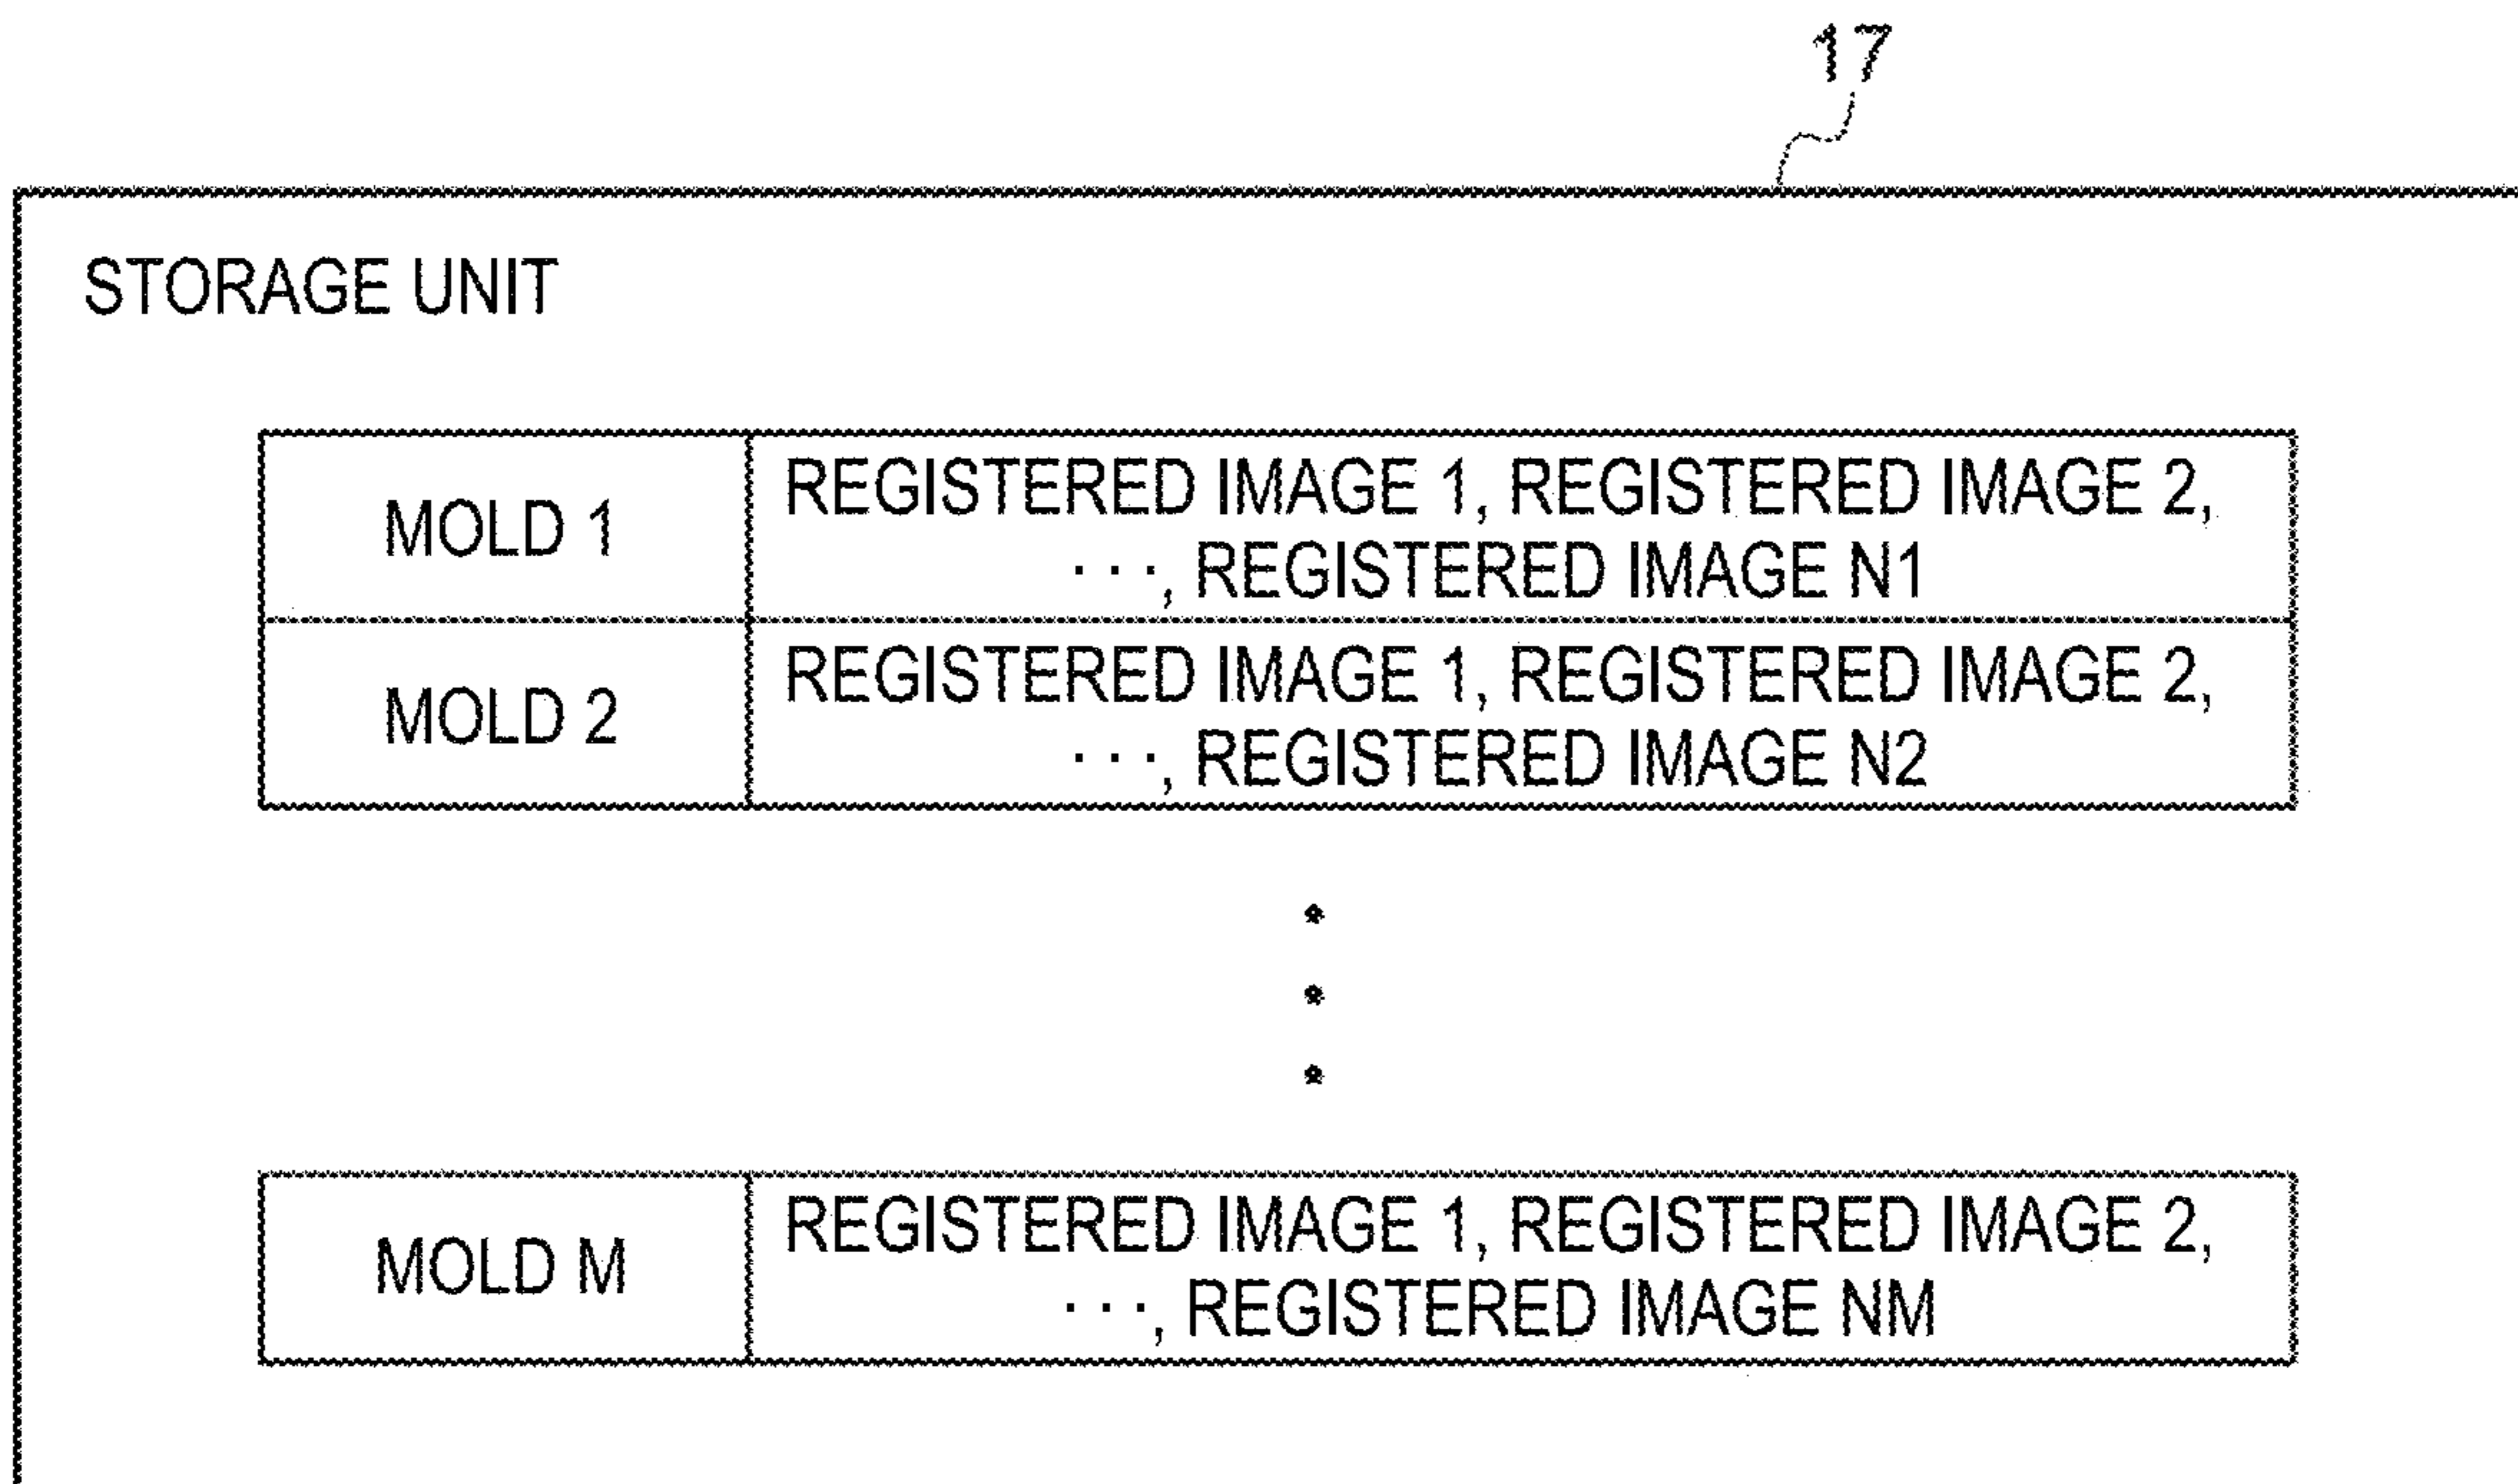 17
STORAGE UNIT
MOLD 1
REGISTERED IMAGE 1, REGISTERED IMAGE 2,
···, REGISTERED IMAGE N1
MOLD 2
REGISTERED IMAGE 1, REGISTERED IMAGE 2,
···, REGISTERED IMAGE N2
MOLD M
REGISTERED IMAGE 1, REGISTERED IMAGE 2,
···, REGISTERED IMAGE NM